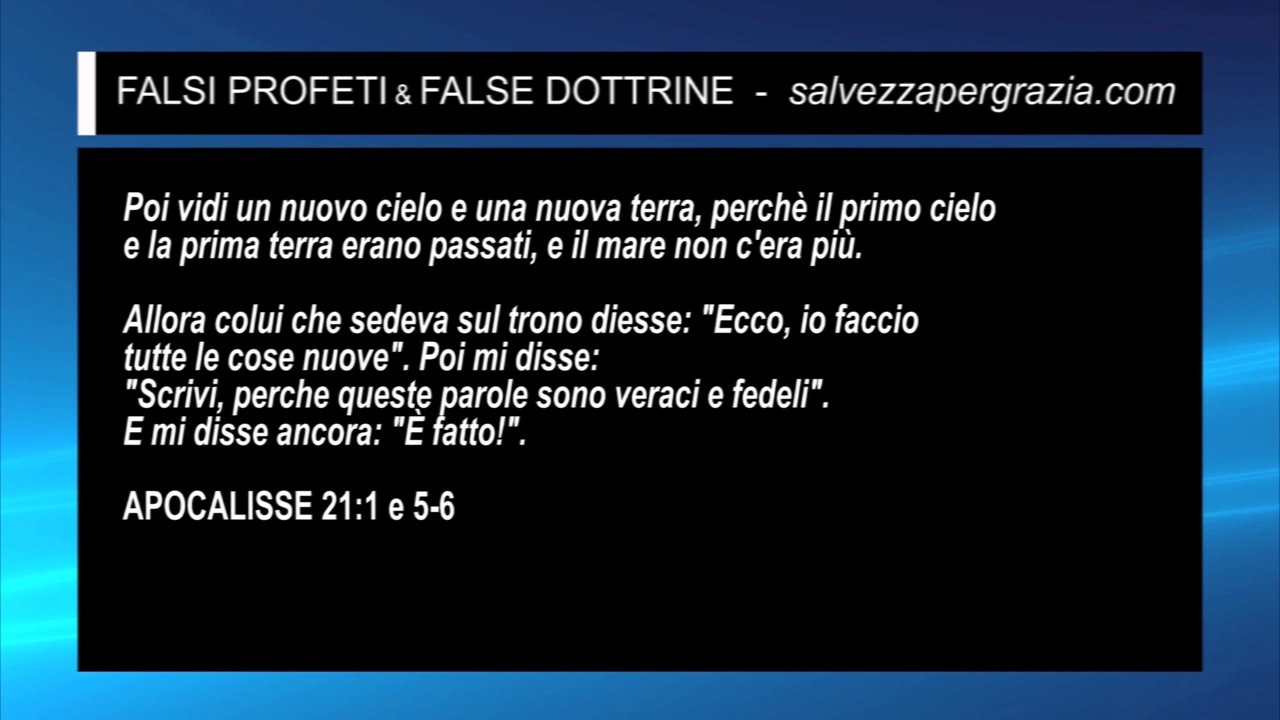 FALSI PROFETI & FALSE DOTTRINE - salvezzapergrazia.com
Poi vidi un nuovo cielo e una nuova terra, perchè il primo cielo
e la prima terra erano passati, e il mare non c'era più.
Allora colui che sedeva sul trono diesse: "Ecco, io faccio
tutte le cose nuove". Poi mi disse:
"Scrivi, perche queste parole sono veraci e fedeli".
E mi disse ancora: "È fatto!".
APOCALISSE 21:1 e 5-6